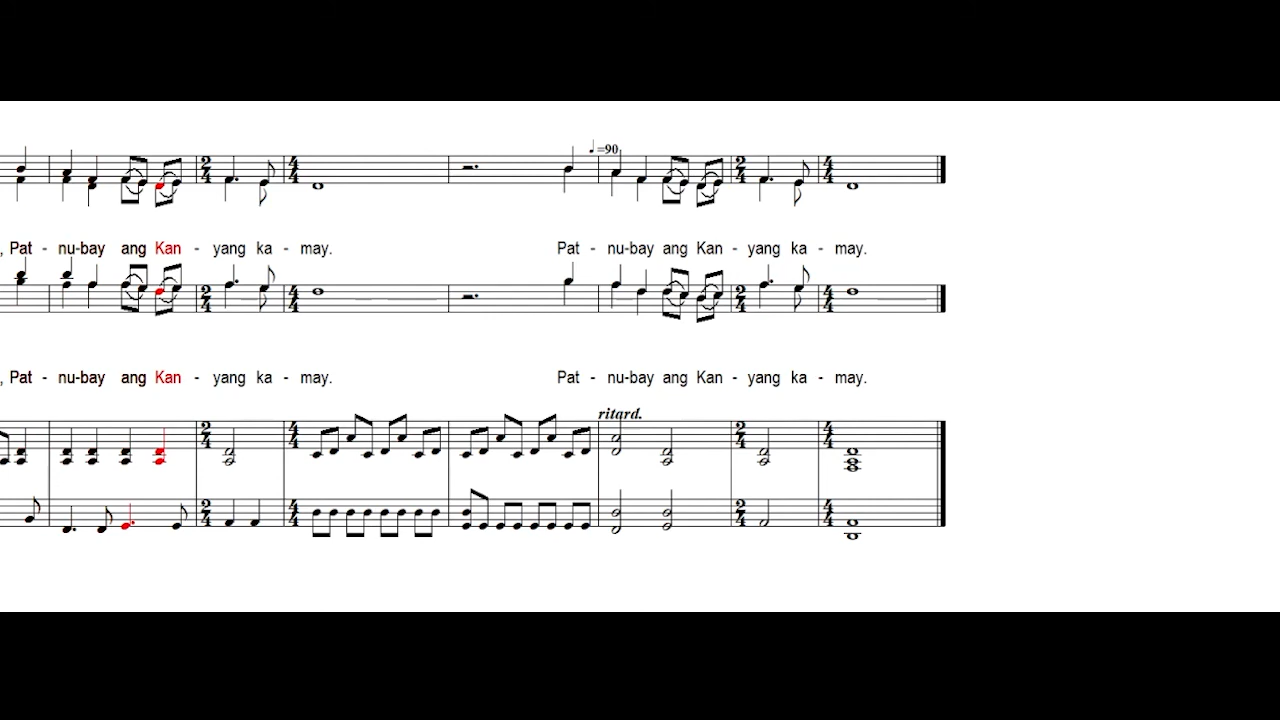 ♩=90
, Pat - nu-bay ang Kan - yang ka - may. Pat - nu-bay ang Kan - yang ka - may.
, Pat - nu-bay ang Kan - yang ka - may. Pat - nu-bay ang Kan - yang ka - may.
ritard.